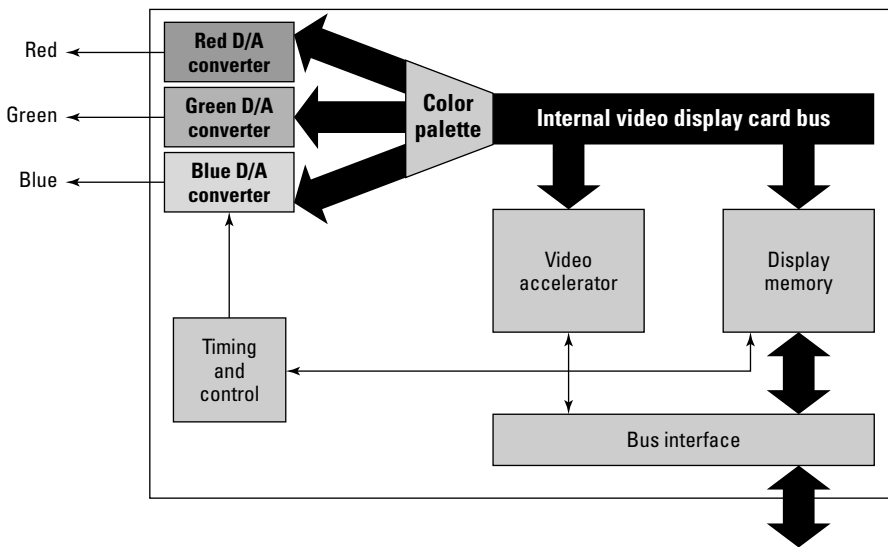 Red
Red D/A
converter
Green
Green D/A
converter
Blue
Blue D/A
converter
Color
palette
Internal video display card bus
Video
accelerator
Display
memory
Timing
and
control
Bus interface